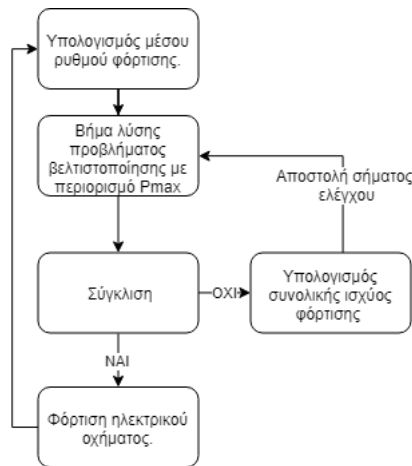 Υπολογισμός μέσου
ρυθμού φόρτισης.
Βήμα λύσης
προβλήματος
βελτιστοποίησης με
περιορισμό Pmax
Αποστολή σήματος
ελέγχου
Σύγκλιση
ΟΧΙ
Υπολογισμός
συνολικής ισχύος
φόρτισης
ΝΑΙ
Φόρτιση ηλεκτρικού
οχήματος.